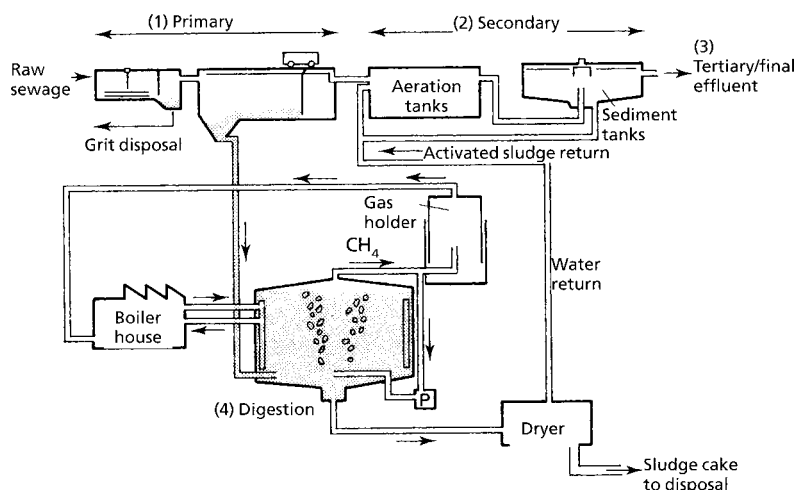 (1) Primary
(2) Secondary
(3)
Tertiary/final
effluent
Raw
sewage
Aeration
tanks
Sediment
tanks
Grit disposal
Activated sludge return
Gas
holder
CH₄
Water
return
Boiler
house
P
(4) Digestion
Dryer
Sludge cake
to disposal